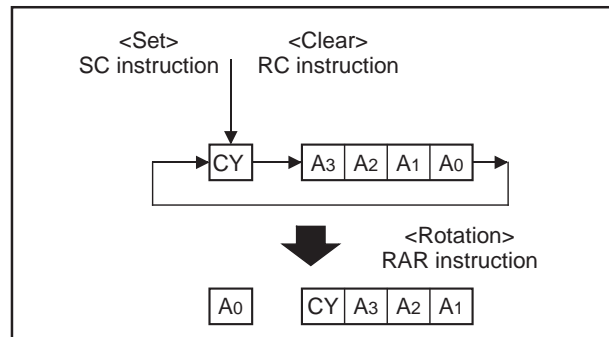 <Set> <Clear>
SC instruction RC instruction
CY A3 A2 A1 A0
<Rotation>
RAR instruction
A0 CY A3 A2 A1